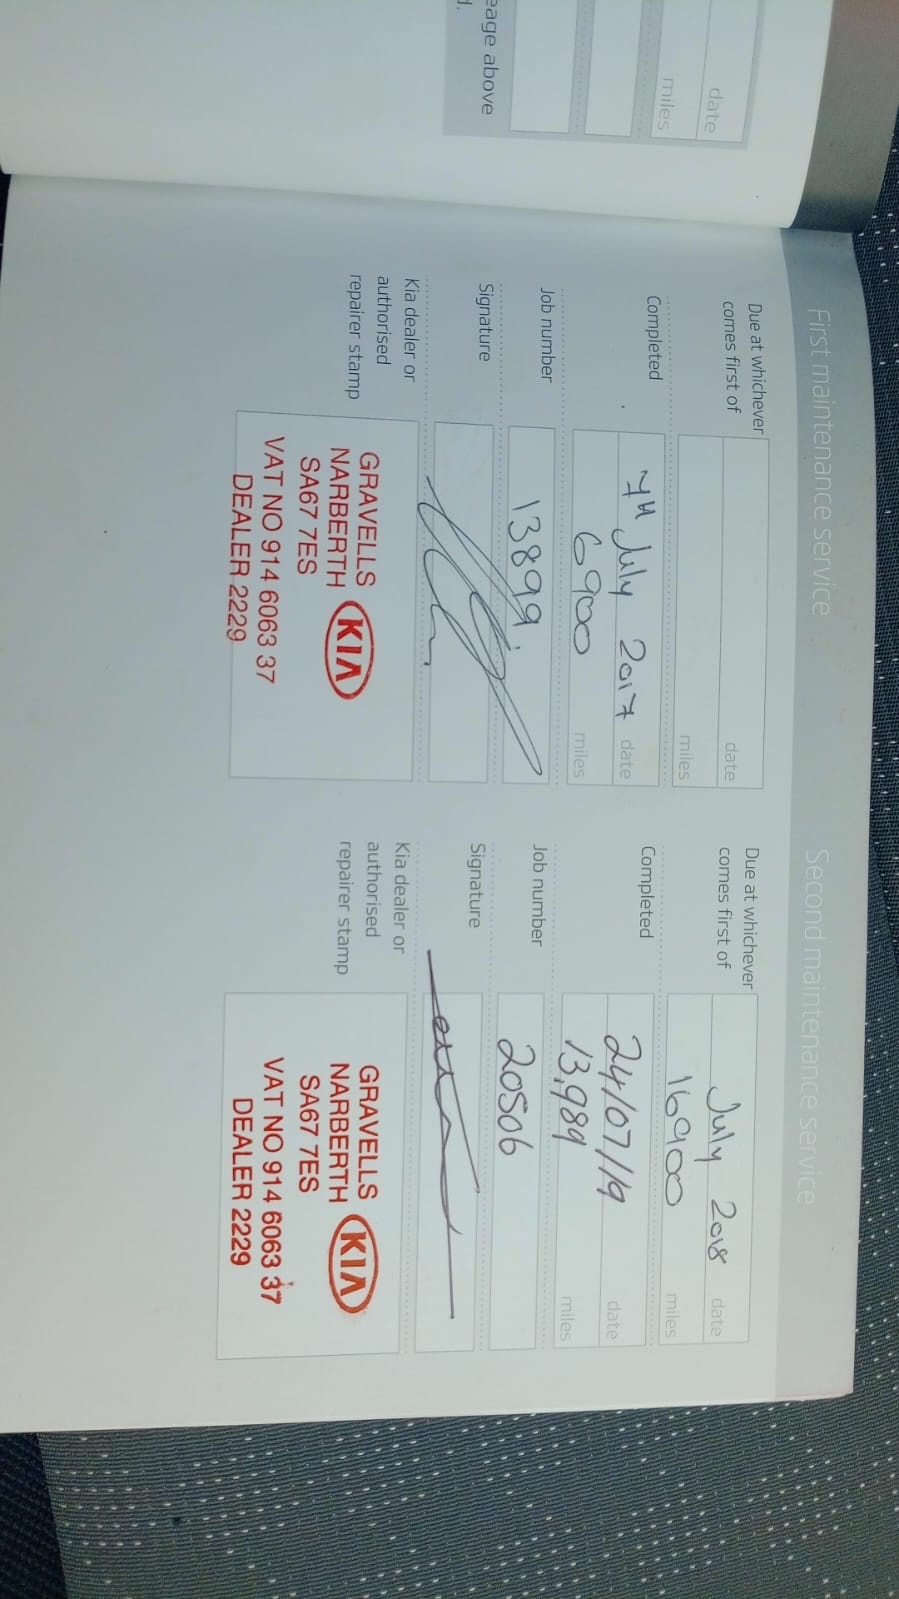 date
miles
eage above
d.
First maintenance service
Due at whichever
comes first of
date
miles
Completed
7th July 2017 date
6900 miles
Job number
13899
Signature
Kia dealer or
authorised
repairer stamp
GRAVELLS
NARBERTH KIA
SA67 7ES
VAT NO 914 6063 37
DEALER 2229
Second maintenance service
Due at whichever
comes first of
July 2018 date
16900 miles
Completed
24/07/19 date
13,989 miles
Job number
20506
Signature
Kia dealer or
authorised
repairer stamp
GRAVELLS
NARBERTH KIA
SA67 7ES
VAT NO 914 6063 37
DEALER 2229